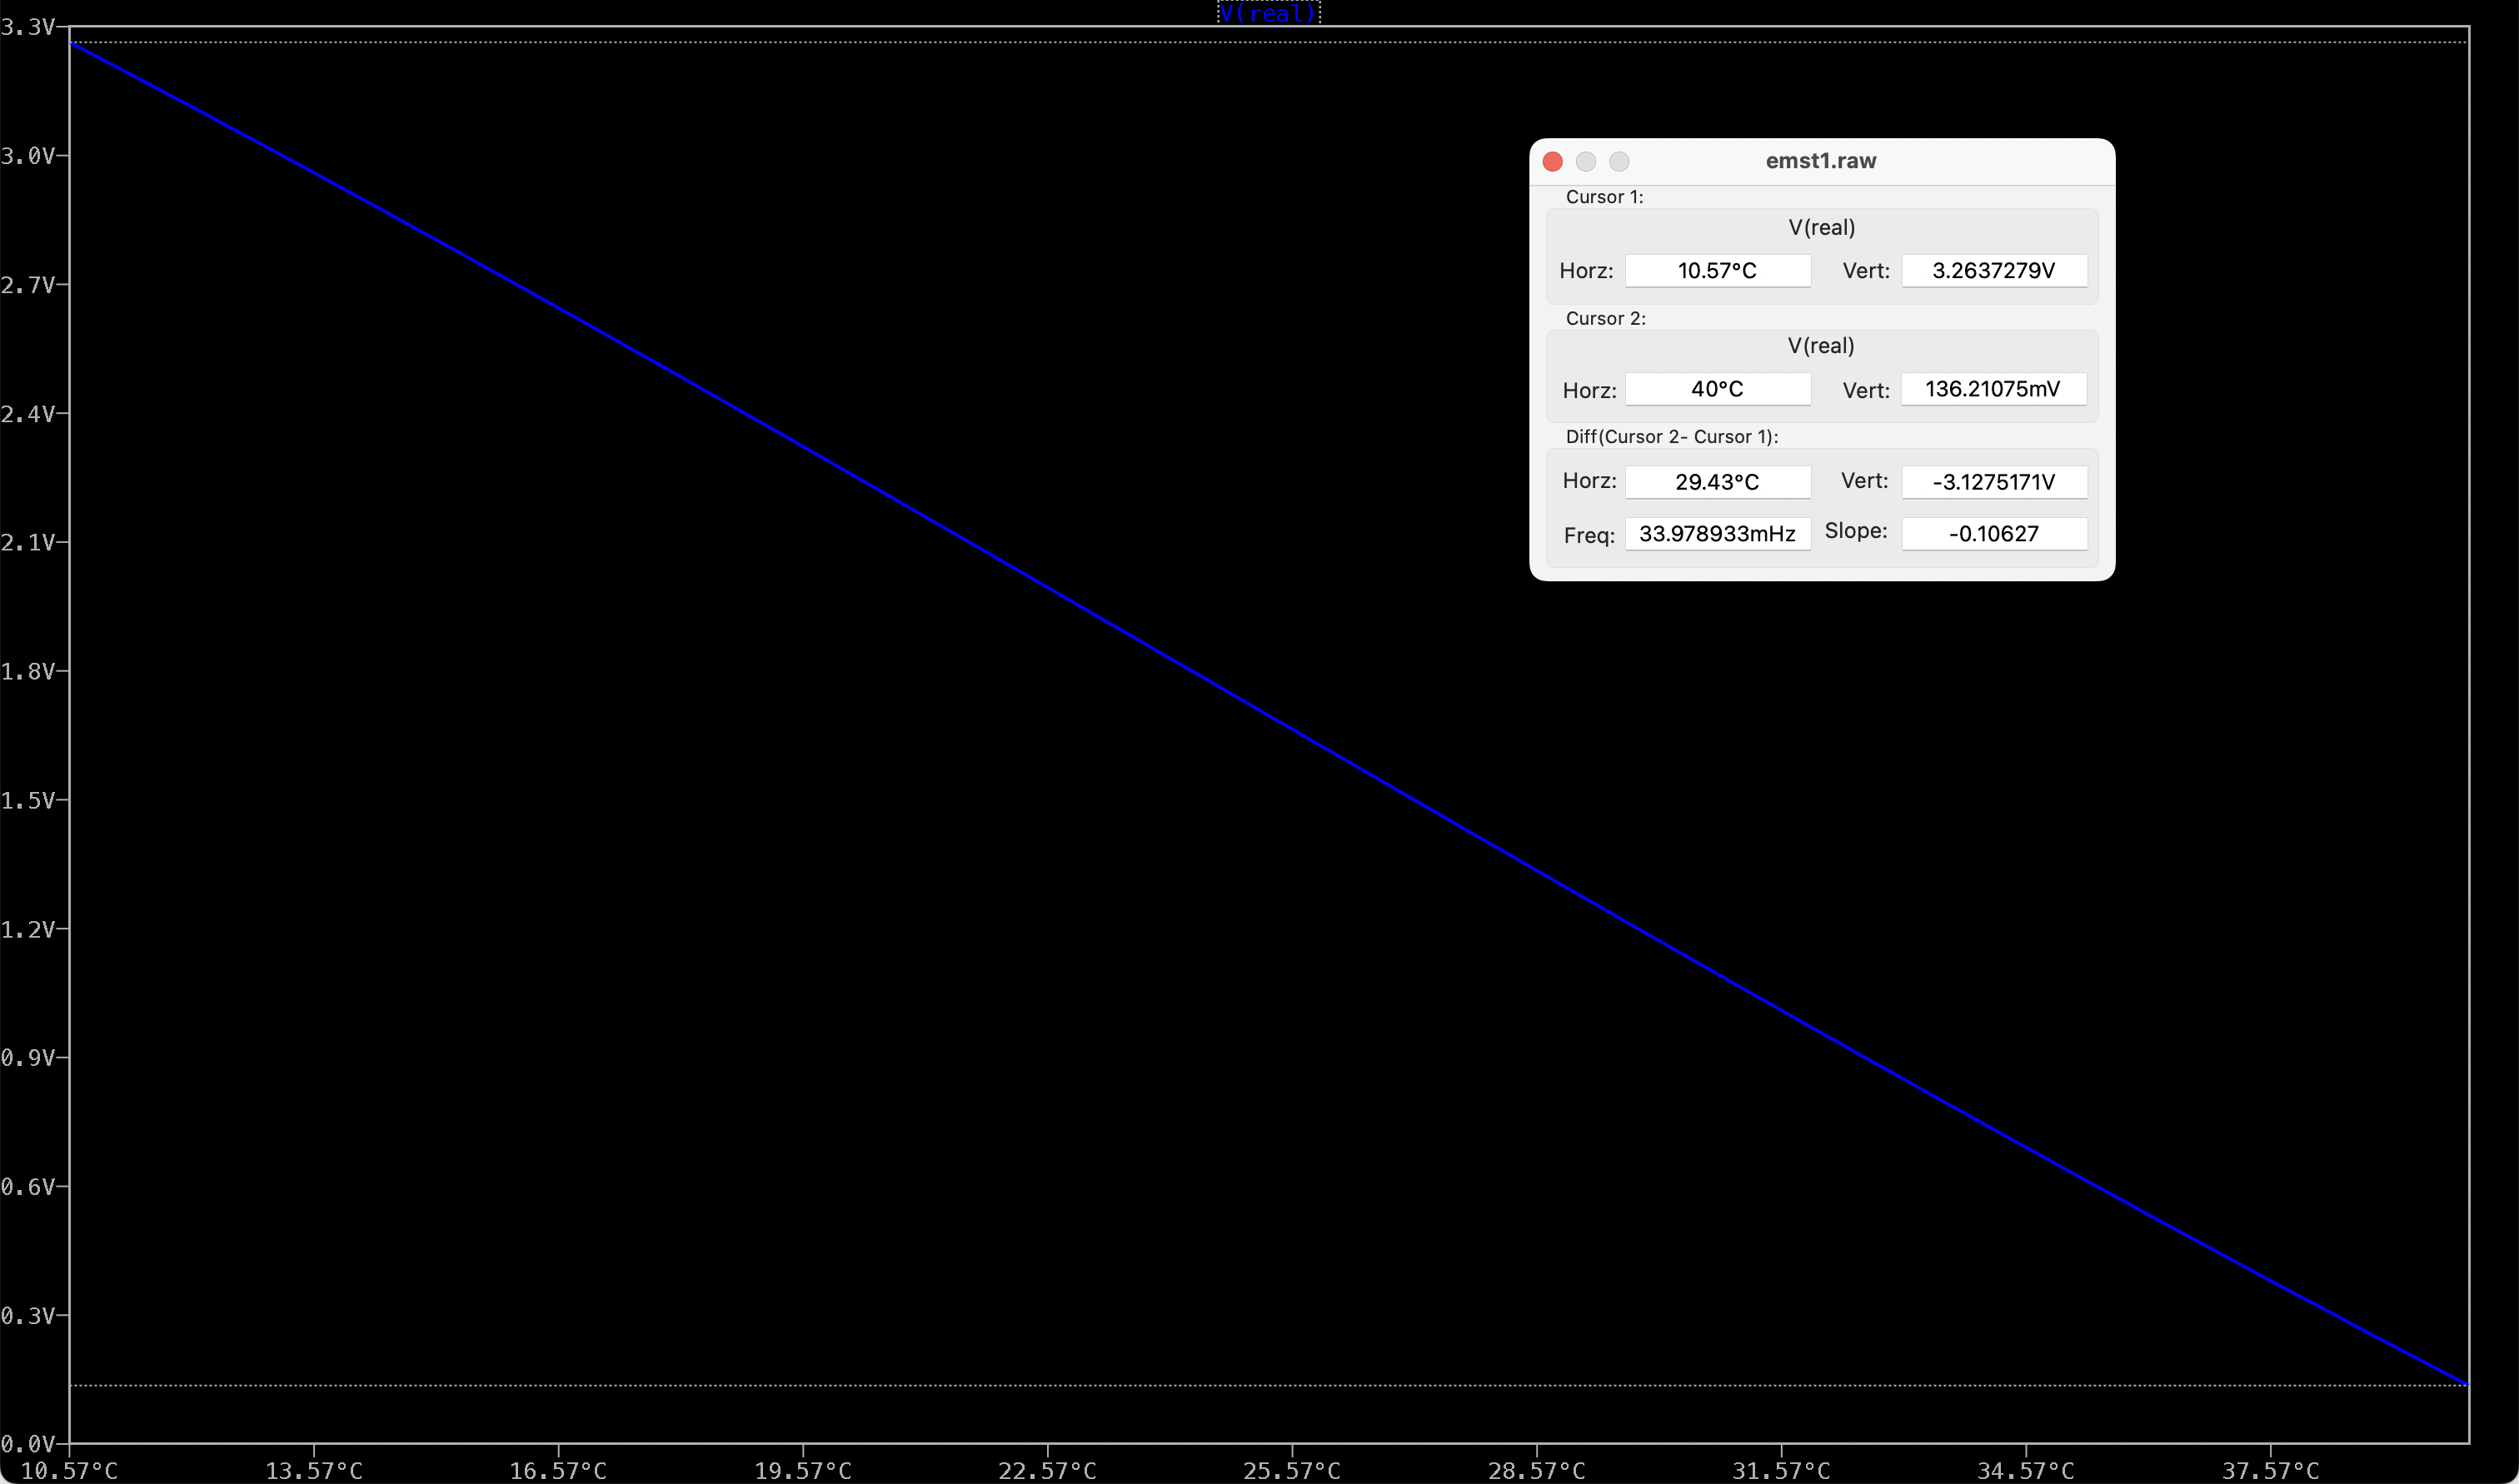 V(real)
3.3V
3.0V
2.7V
2.4V
2.1V
1.8V
1.5V
1.2V
0.9V
0.6V
0.3V
0.0V
10.57°C 13.57°C 16.57°C 19.57°C 22.57°C 25.57°C 28.57°C 31.57°C 34.57°C 37.57°C
emst1.raw
Cursor 1:
V(real)
Horz: 10.57°C Vert: 3.2637279V
Cursor 2:
V(real)
Horz: 40°C Vert: 136.21075mV
Diff(Cursor 2- Cursor 1):
Horz: 29.43°C Vert: -3.1275171V
Freq: 33.978933mHz Slope: -0.10627